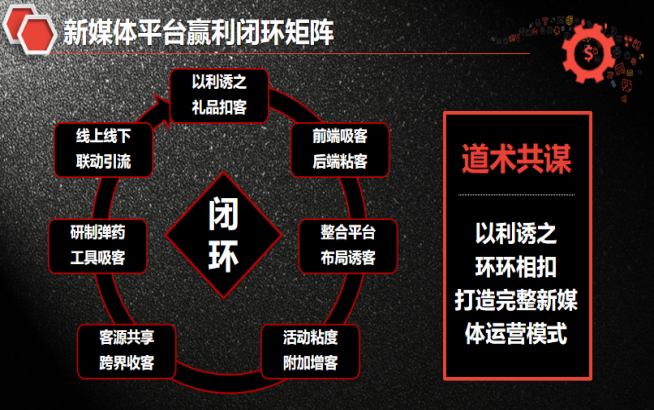 新媒体平台赢利闭环矩阵
以利诱之
礼品扣客
前端吸客
后端粘客
整合平台
布局诱客
活动粘度
附加增客
客源共享
跨界收客
研制弹药
工具吸客
线上线下
联动引流
闭
环
道术共谋
以利诱之
环环相扣
打造完整新媒
体运营模式
$